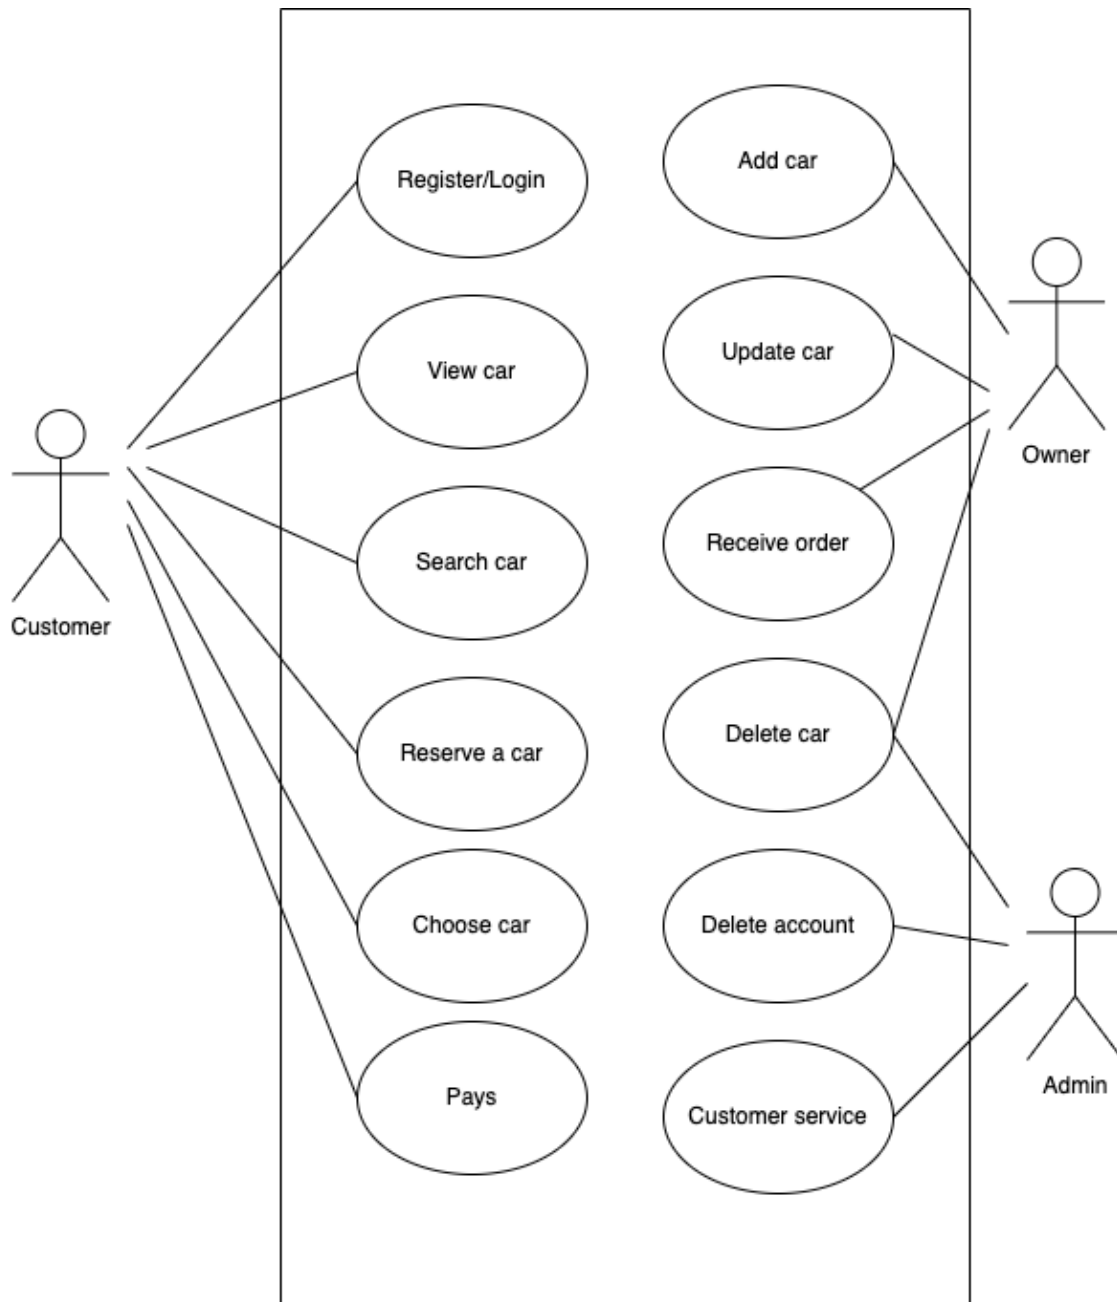 Register/Login
Add car
View car
Update car
Owner
Search car
Receive order
Customer
Reserve a car
Delete car
Choose car
Delete account
Pays
Customer service
Admin